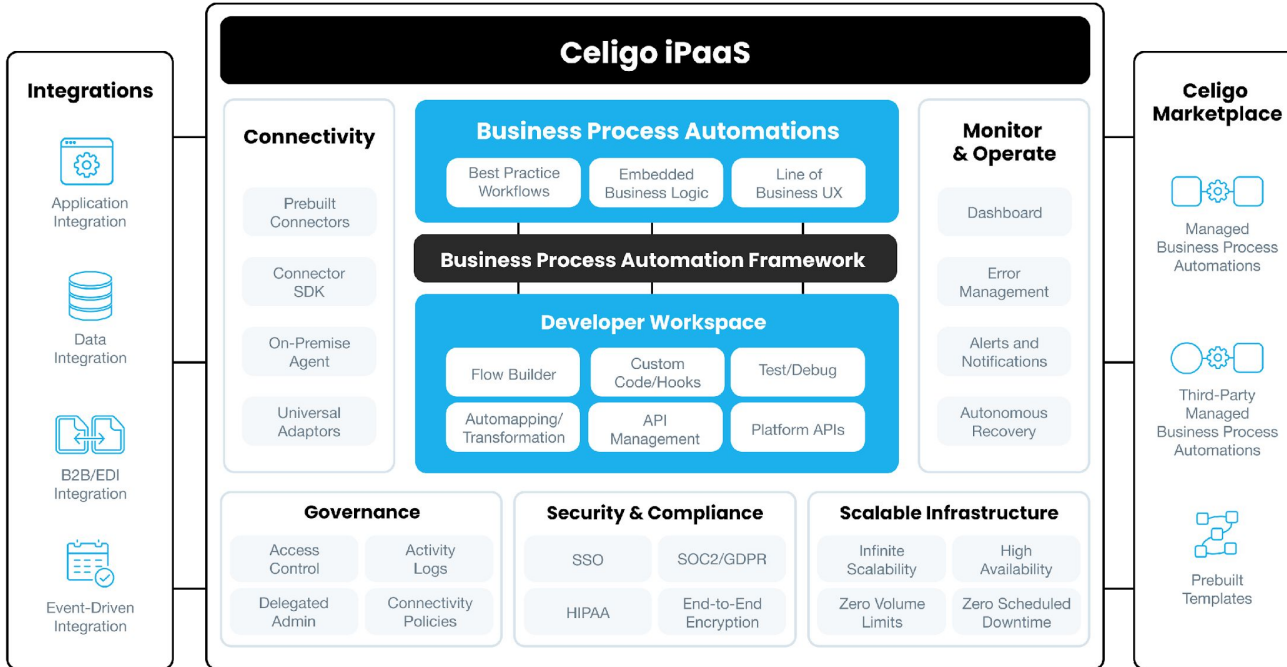 Celigo iPaaS
Integrations
Application
Integration
Data
Integration
B2B/EDI
Integration
Event-Driven
Integration
Connectivity
Prebuilt
Connectors
Connector
SDK
On-Premise
Agent
Universal
Adaptors
Business Process Automations
Best Practice
Workflows
Embedded
Business Logic
Line of
Business UX
Business Process Automation Framework
Developer Workspace
Flow Builder
Custom
Code/Hooks
Test/Debug
Automapping/
Transformation
API
Management
Platform APIs
Monitor
& Operate
Dashboard
Error
Management
Alerts and
Notifications
Autonomous
Recovery
Governance
Access
Control
Activity
Logs
Delegated
Admin
Connectivity
Policies
Security & Compliance
SSO
SOC2/GDPR
HIPAA
End-to-End
Encryption
Scalable Infrastructure
Infinite
Scalability
High
Availability
Zero Volume
Limits
Zero Scheduled
Downtime
Celigo
Marketplace
Managed
Business Process
Automations
Third-Party
Managed
Business Process
Automations
Prebuilt
Templates